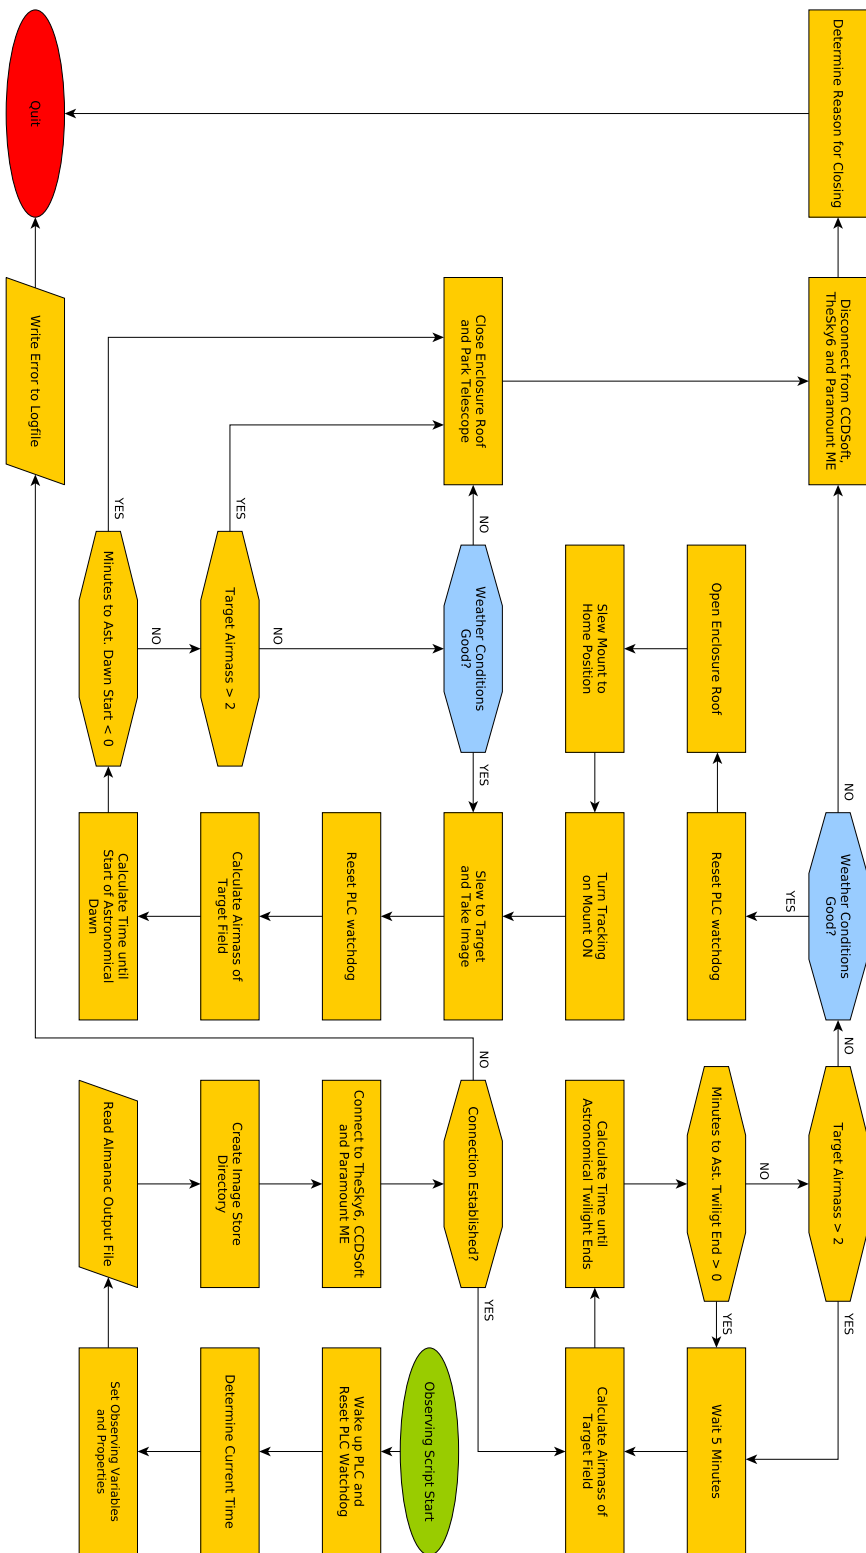 Determine Reason for Closing
Disconnect from CCDSoft,
TheSky6 and Paramount ME
NO
Weather Conditions
Good?
NO
Target Airmass > 2
YES
YES
NO
Open Enclosure Roof
Reset PLC watchdog
Minutes to Ast. Twiligt End > 0
YES
Wait 5 Minutes
Slew Mount to
Home Position
Turn Tracking
on Mount ON
Calculate Time until
Astronomical Twilight Ends
Calculate Airmass of
Target Field
Close Enclosure Roof
and Park Telescope
NO
Weather Conditions
Good?
YES
Slew to Target
and Take Image
NO
Connection Established?
YES
Observing Script Start
Reset PLC watchdog
Connect to TheSky6, CCDSoft
and Paramount ME
Wake up PLC and
Reset PLC Watchdog
NO
YES
Target Airmass > 2
Calculate Airmass of
Target Field
Create Image Store
Directory
Determine Current Time
NO
YES
Minutes to Ast. Dawn Start < 0
Calculate Time until
Start of Astronomical
Dawn
Read Almanac Output File
Set Observing Variables
and Properties
Quit
Write Error to Logfile